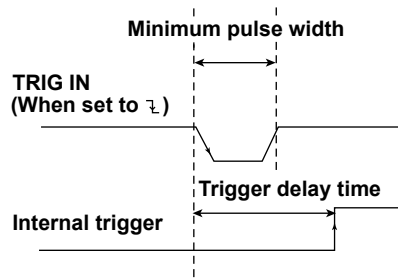 Minimum pulse width
TRIG IN
(When set to )
Trigger delay time
Internal trigger